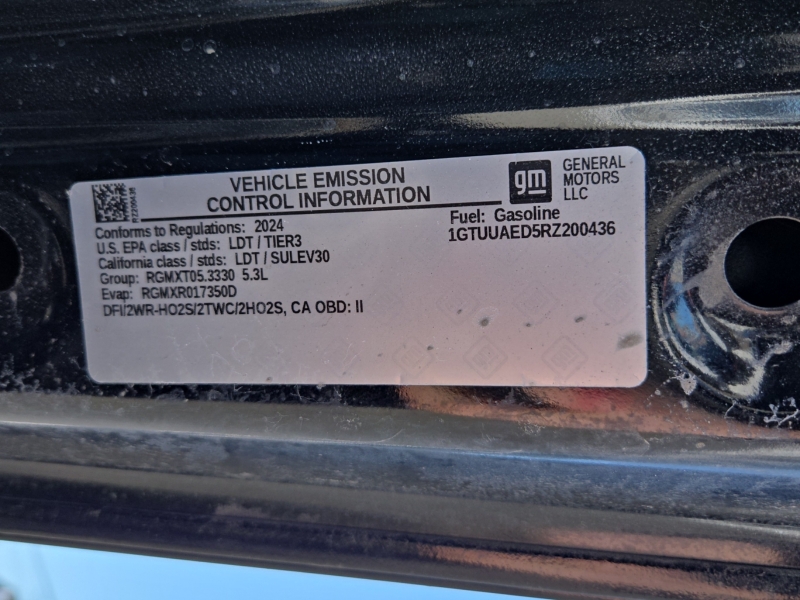 VEHICLE EMISSION
CONTROL INFORMATION
gm
GENERAL
MOTORS
LLC
RZ200436
Conforms to Regulations: 2024
U.S. EPA class / stds: LDT / TIER3
California class / stds: LDT / SULEV30
Group: RGMXT05.3330 5.3L
Evap: RGMXR017350D
DFI/2WR-HO2S/2TWC/2HO2S, CA OBD: II
Fuel: Gasoline
1GTUUAED5RZ200436